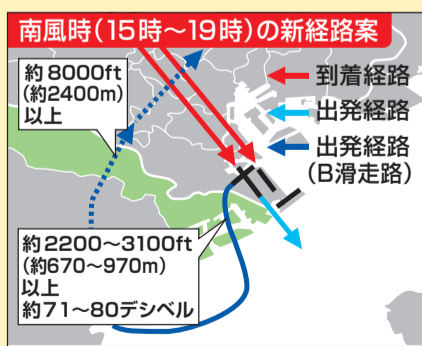 南風時(15時〜19時)の新経路案
約8000ft
(約2400m)
以上
到着経路
出発経路
出発経路
(B滑走路)
約2200〜3100ft
(約670〜970m)
以上
約71〜80デシベル